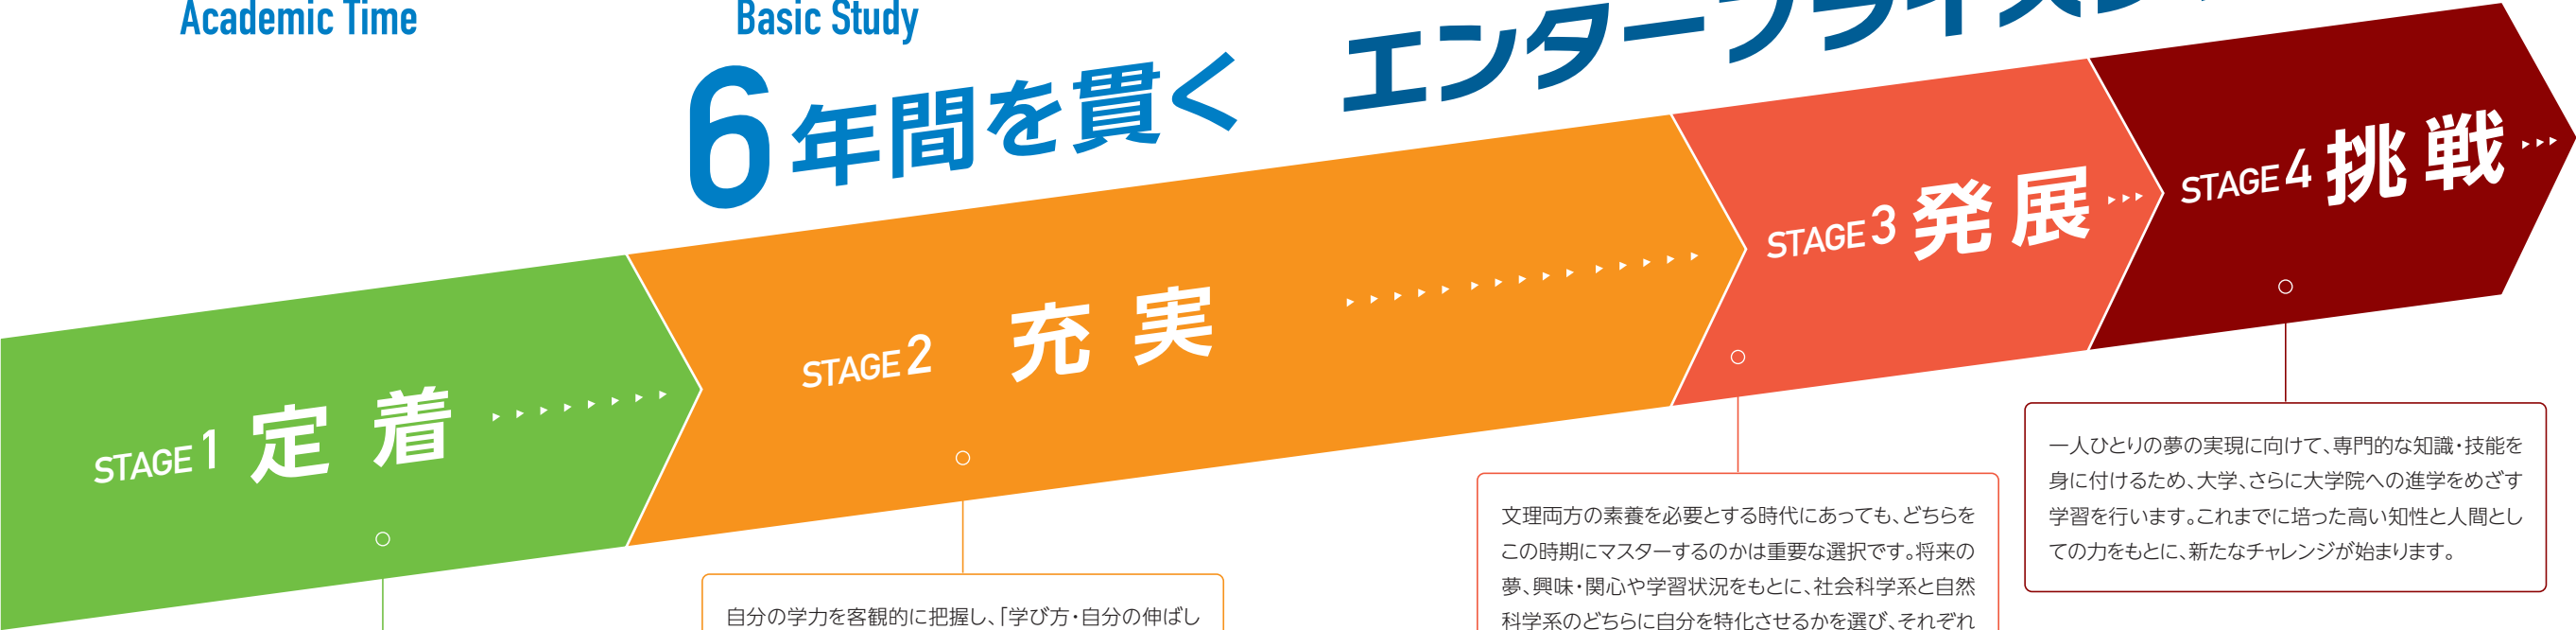 Academic Time
Basic Study
6年間を貫く エンタープライズ
STAGE 1 定着
STAGE 2 充実
STAGE 3 発展
STAGE 4 挑戦
自分の学力を客観的に把握し、「学び方・自分の伸ばし
文理両方の素養を必要とする時代にあっても、どちらを
この時期にマスターするのかは重要な選択です。将来の
夢、興味・関心や学習状況をもとに、社会科学系と自然
科学系のどちらに自分を特化させるかを選び、それぞれ
一人ひとりの夢の実現に向けて、専門的な知識・技能を
身に付けるため、大学、さらに大学院への進学をめざす
学習を行います。これまでに培った高い知性と人間とし
ての力をもとに、新たなチャレンジが始まります。